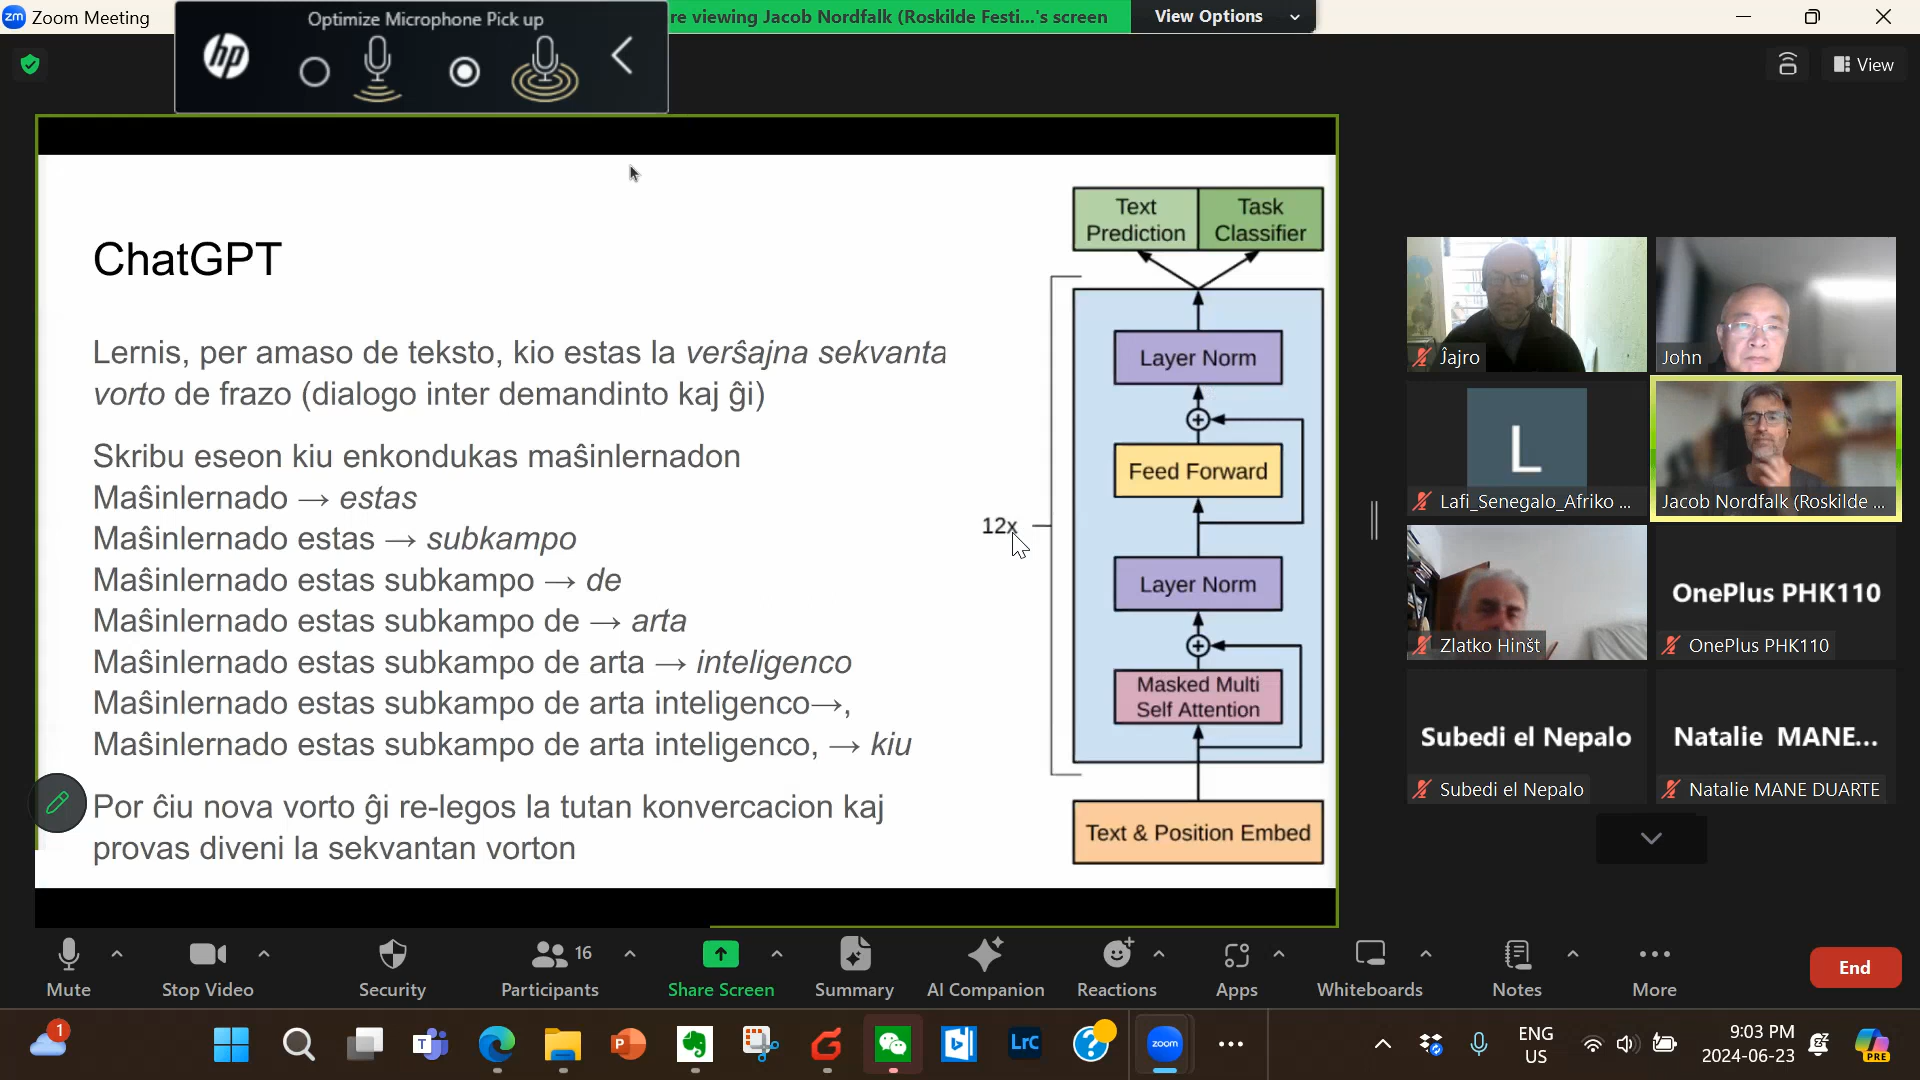 Zoom Meeting
Optimize Microphone Pick up
re viewing Jacob Nordfalk (Roskilde Festi...'s screen
View Options
hp
View
ChatGPT
Lernis, per amaso de teksto, kio estas la verŝajna sekvanta
vorto de frazo (dialogo inter demandinto kaj ĝi)
Skribu eseon kiu enkondukas maŝinlernadon
Maŝinlernado → estas
Maŝinlernado estas → subkampo
Maŝinlernado estas subkampo → de
Maŝinlernado estas subkampo de → arta
Maŝinlernado estas subkampo de arta → inteligenco
Maŝinlernado estas subkampo de arta inteligenco→,
Maŝinlernado estas subkampo de arta inteligenco, → kiu
Por ĉiu nova vorto ĝi re-legos la tutan konvercacion kaj
provas diveni la sekvantan vorton
Text
Prediction
Task
Classifier
Layer Norm
Feed Forward
12x
Layer Norm
Masked Multi
Self Attention
Text & Position Embed
Ĵajro
John
L
Lafi_Senegalo_Afriko ...
Jacob Nordfalk (Roskilde ...
Zlatko Hinŝt
OnePlus PHK110
OnePlus PHK110
Subedi el Nepalo
Subedi el Nepalo
Natalie MANE...
Natalie MANE DUARTE
Mute
Stop Video
Security
16
Participants
Share Screen
Summary
AI Companion
Reactions
Apps
Whiteboards
Notes
More
End
1
LrC
zoom
ENG
US
9:03 PM
2024-06-23
PRE